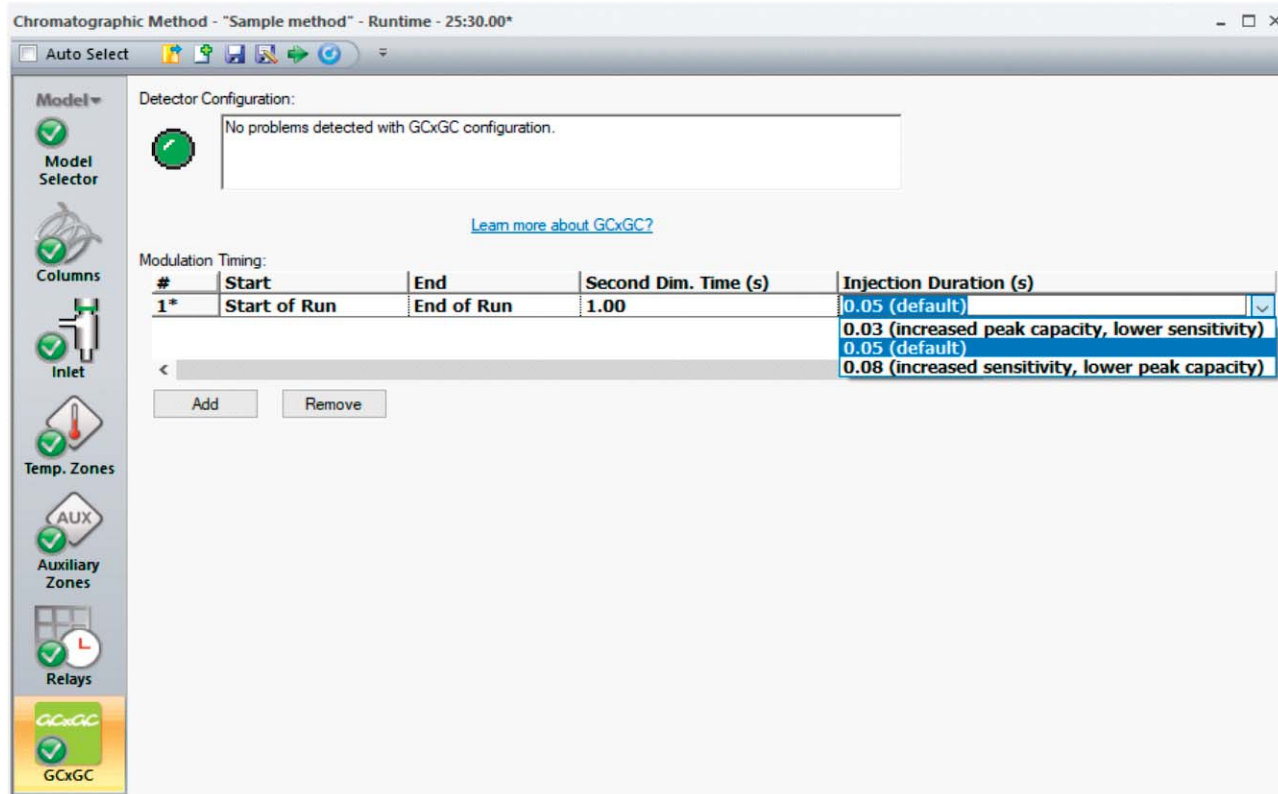 Chromatographic Method - "Sample method" - Runtime - 25:30.00*
Auto Select
Model
Model
Selector
Columns
Inlet
Temp. Zones
AUX
Auxiliary
Zones
Relays
GCxGC
GCxGC
Detector Configuration:
No problems detected with GCxGC configuration.
Learn more about GCxGC?
Modulation Timing:
# Start End Second Dim. Time (s) Injection Duration (s)
1* Start of Run End of Run 1.00 0.05 (default)
0.03 (increased peak capacity, lower sensitivity)
0.05 (default)
0.08 (increased sensitivity, lower peak capacity)
Add Remove